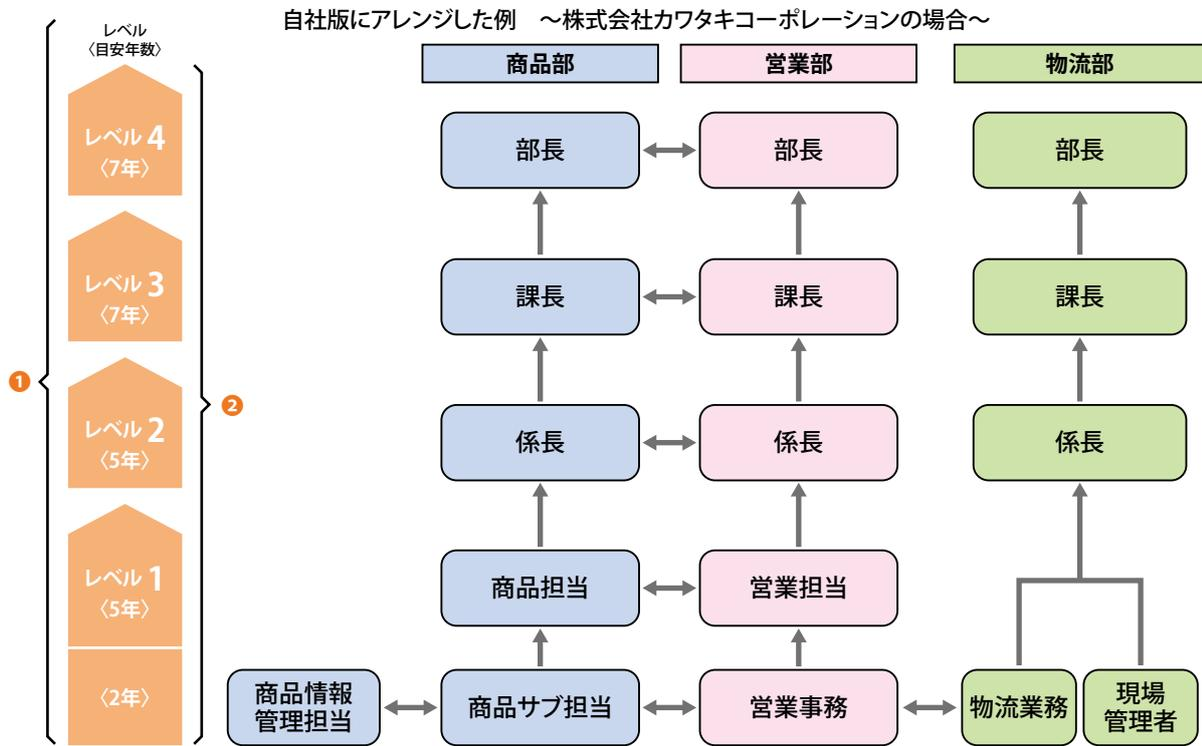 自社版にアレンジした例　～株式会社カワタキコーポレーションの場合～
レベル
〈目安年数〉
商品部
営業部
物流部
レベル 4
〈7年〉
部長
部長
部長
レベル 3
〈7年〉
課長
課長
課長
❶
❷
レベル 2
〈5年〉
係長
係長
係長
レベル 1
〈5年〉
商品担当
営業担当
〈2年〉
商品情報
管理担当
商品サブ担当
営業事務
物流業務
現場
管理者